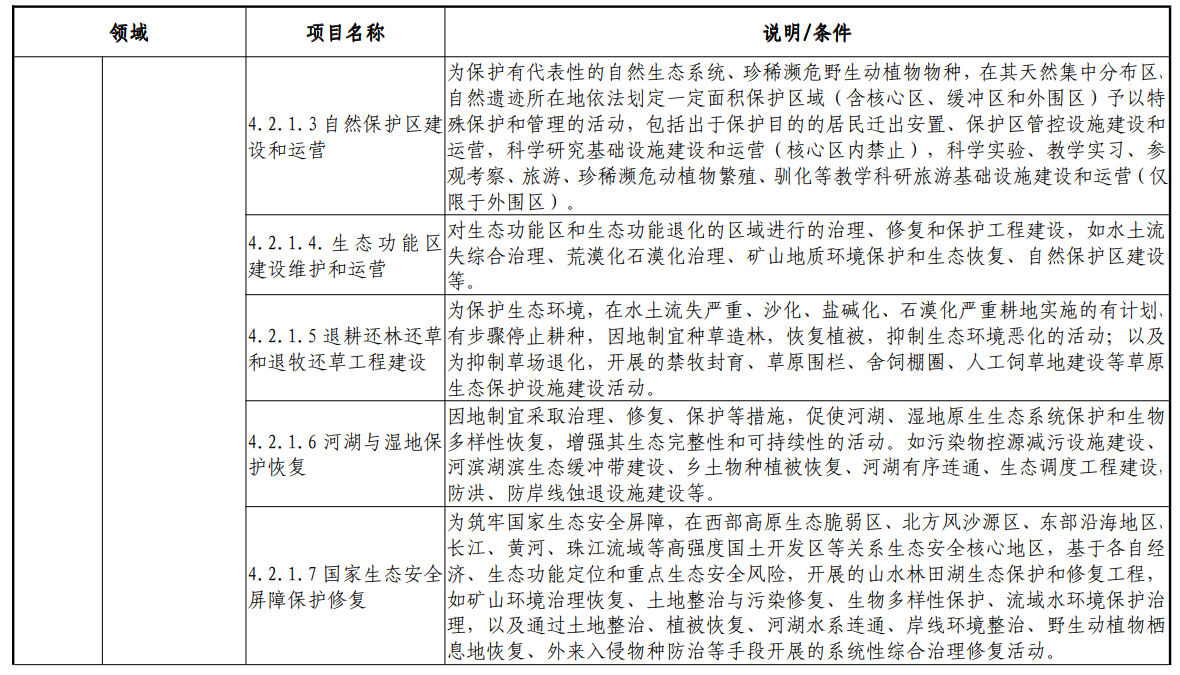 领域
项目名称
说明/条件
4.2.1.3自然保护区建
设和运营
为保护有代表性的自然生态系统、珍稀濒危野生动植物物种，在其天然集中分布区，
自然遗迹所在地依法划定一定面积保护区域（含核心区、缓冲区和外围区）予以特
殊保护和管理的活动，包括出于保护目的的居民迁出安置、保护区管控设施建设和
运营，科学研究基础设施建设和运营（核心区内禁止），科学实验、教学实习、参
观考察、旅游、珍稀濒危动植物繁殖、驯化等教学科研旅游基础设施建设和运营（仅
限于外围区）。
4.2.1.4.生态功能区
建设维护和运营
对生态功能区和生态功能退化的区域进行的治理、修复和保护工程建设，如水土流
失综合治理、荒漠化石漠化治理、矿山地质环境保护和生态恢复、自然保护区建设
等。
4.2.1.5退耕还林还草
和退牧还草工程建设
为保护生态环境，在水土流失严重、沙化、盐碱化、石漠化严重耕地实施的有计划，
有步骤停止耕种，因地制宜种草造林，恢复植被，抑制生态环境恶化的活动；以及
为抑制草场退化，开展的禁牧封育、草原围栏、舍饲棚圈、人工饲草地建设等草原
生态保护设施建设活动。
4.2.1.6河湖与湿地保
护恢复
因地制宜采取治理、修复、保护等措施，促使河湖、湿地原生生态系统保护和生物
多样性恢复，增强其生态完整性和可持续性的活动。如污染物控源减污设施建设、
河滨湖滨生态缓冲带建设、乡土物种植被恢复、河湖有序连通、生态调度工程建设，
防洪、防岸线蚀退设施建设等。
4.2.1.7国家生态安全
屏障保护修复
为筑牢国家生态安全屏障，在西部高原生态脆弱区、北方风沙源区、东部沿海地区，
长江、黄河、珠江流域等高强度国土开发区等关系生态安全核心地区，基于各自经
济、生态功能定位和重点生态安全风险，开展的山水林田湖生态保护和修复工程，
如矿山环境治理恢复、土地整治与污染修复、生物多样性保护、流域水环境保护治
理，以及通过土地整治、植被恢复、河湖水系连通、岸线环境整治、野生动植物栖
息地恢复、外来入侵物种防治等手段开展的系统性综合治理修复活动。